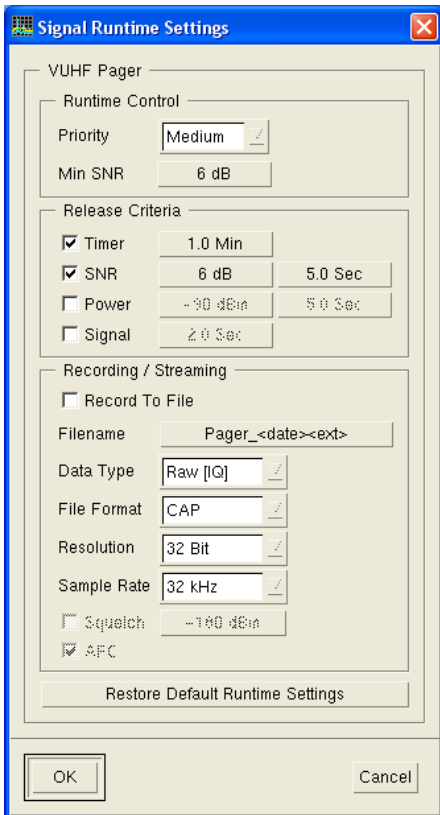 Signal Runtime Settings
VUHF Pager
Runtime Control
Priority Medium
Min SNR 6 dB
Release Criteria
Timer 1.0 Min
SNR 6 dB 5.0 Sec
Power -90 dBm 5.0 Sec
Signal 2.0 Sec
Recording / Streaming
Record To File
Filename Pager_<date><ext>
Data Type Raw [IQ]
File Format CAP
Resolution 32 Bit
Sample Rate 32 kHz
Squelch -160 dBm
AFC
Restore Default Runtime Settings
OK Cancel